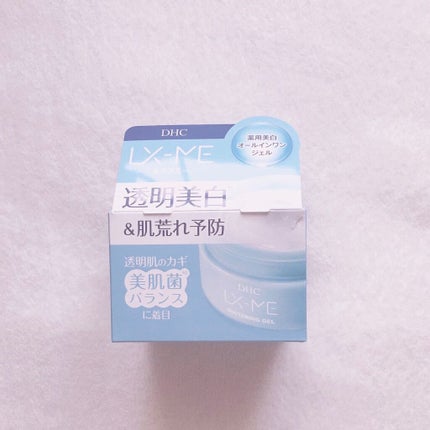 DHC
LX-ME
薬用美白
オールインワン
ジェル
透明美白
&肌荒れ予防
透明肌のカギ
美肌菌
バランス
に着目
DHC
LX-ME
WHITENING GEL